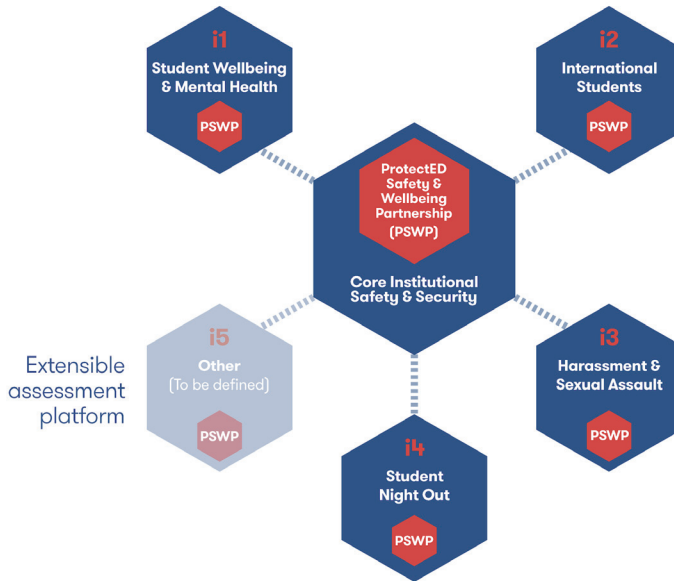 i1
Student Wellbeing
& Mental Health
PSWP
i2
International
Students
PSWP
ProtectED
Safety &
Wellbeing
Partnership
(PSWP)
Core Institutional
Safety & Security
i5
Other
(To be defined)
PSWP
Extensible
assessment
platform
i3
Harassment &
Sexual Assault
PSWP
i4
Student
Night Out
PSWP